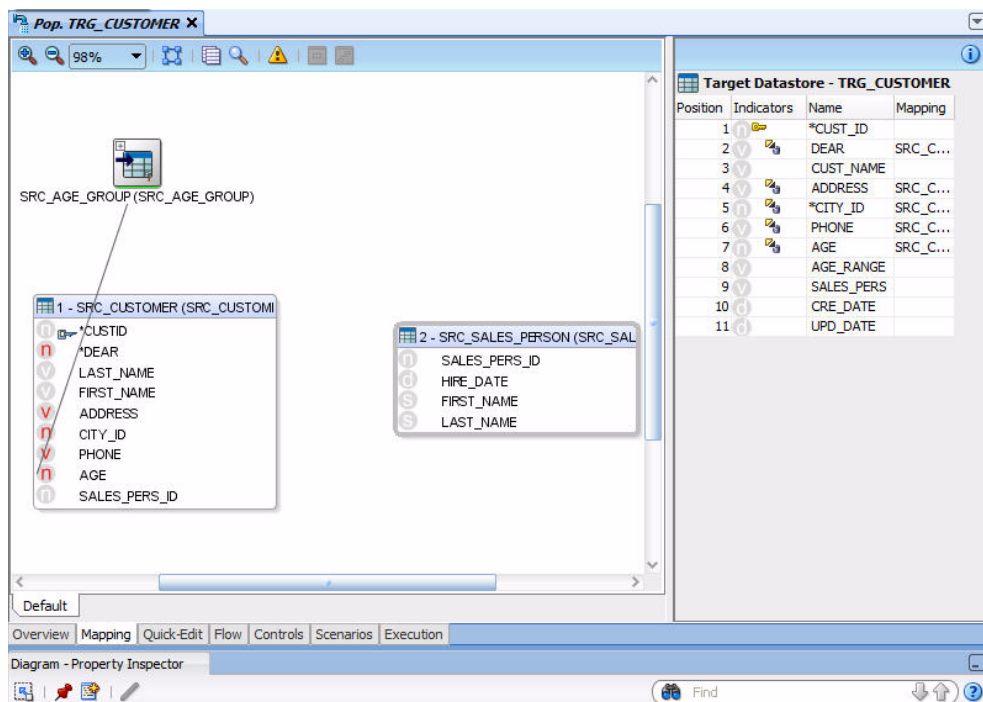 Pop. TRG_CUSTOMER
98%
SRC_AGE_GROUP (SRC_AGE_GROUP)
1 - SRC_CUSTOMER (SRC_CUSTOMI
n *CUSTID
n *DEAR
v LAST_NAME
v FIRST_NAME
v ADDRESS
n CITY_ID
v PHONE
n AGE
n SALES_PERS_ID
2 - SRC_SALES_PERSON (SRC_SAL
n SALES_PERS_ID
d HIRE_DATE
s FIRST_NAME
s LAST_NAME
Default
Target Datastore - TRG_CUSTOMER
Position Indicators Name Mapping
1 n *CUST_ID
2 v DEAR SRC_C...
3 v CUST_NAME
4 v ADDRESS SRC_C...
5 n *CITY_ID SRC_C...
6 v PHONE SRC_C...
7 n AGE SRC_C...
8 v AGE_RANGE
9 v SALES_PERS
10 d CRE_DATE
11 d UPD_DATE
Overview Mapping Quick-Edit Flow Controls Scenarios Execution
Diagram - Property Inspector
Find